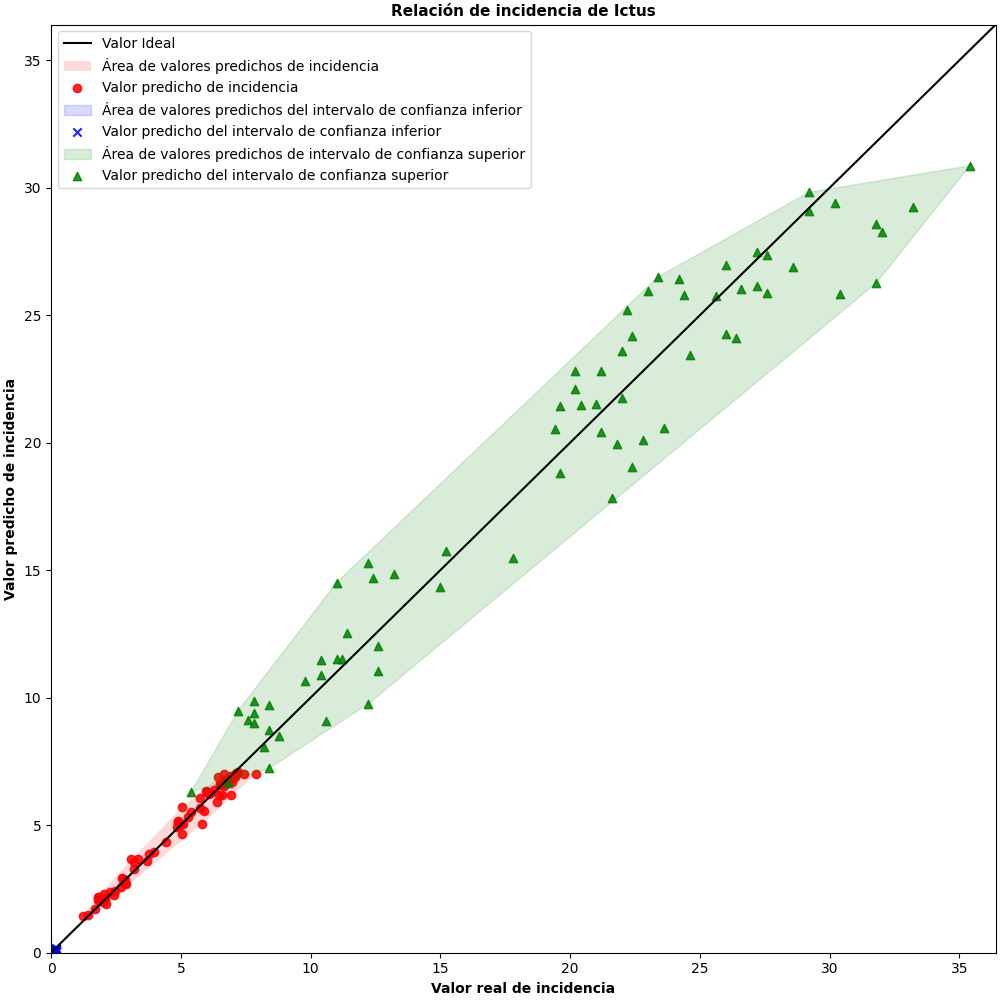 Relación de incidencia de Ictus
Valor Ideal
Área de valores predichos de incidencia
Valor predicho de incidencia
Área de valores predichos del intervalo de confianza inferior
Valor predicho del intervalo de confianza inferior
Área de valores predichos de intervalo de confianza superior
Valor predicho del intervalo de confianza superior
Valor predicho de incidencia
35
30
25
20
15
10
5
0
0 5 10 15 20 25 30 35
Valor real de incidencia